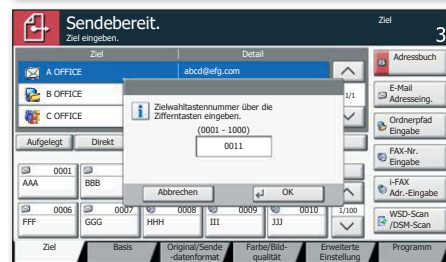 Sendebereit.
Ziel eingeben.
Ziel
3
Ziel
Detail
A OFFICE
abcd@efg.com
B OFFICE
C OFFICE
1/1
Zielwahltastennummer über die
Zifferntasten eingeben.
(0001 - 1000)
0011
Abbrechen
OK
Aufgelegt
Direkt
0001
AAA
BBB
0006
FFF
0007
GGG
0008
HHH
0009
III
0010
JJJ
1/100
Adressbuch
E-Mail
Adresseing.
Ordnerpfad
Eingabe
FAX-Nr.
Eingabe
i-FAX
Adr.-Eingabe
WSD-Scan
/DSM-Scan
Ziel
Basis
Original/Sende
-datenformat
Farbe/Bild-
qualität
Erweiterte
Einstellung
Programm